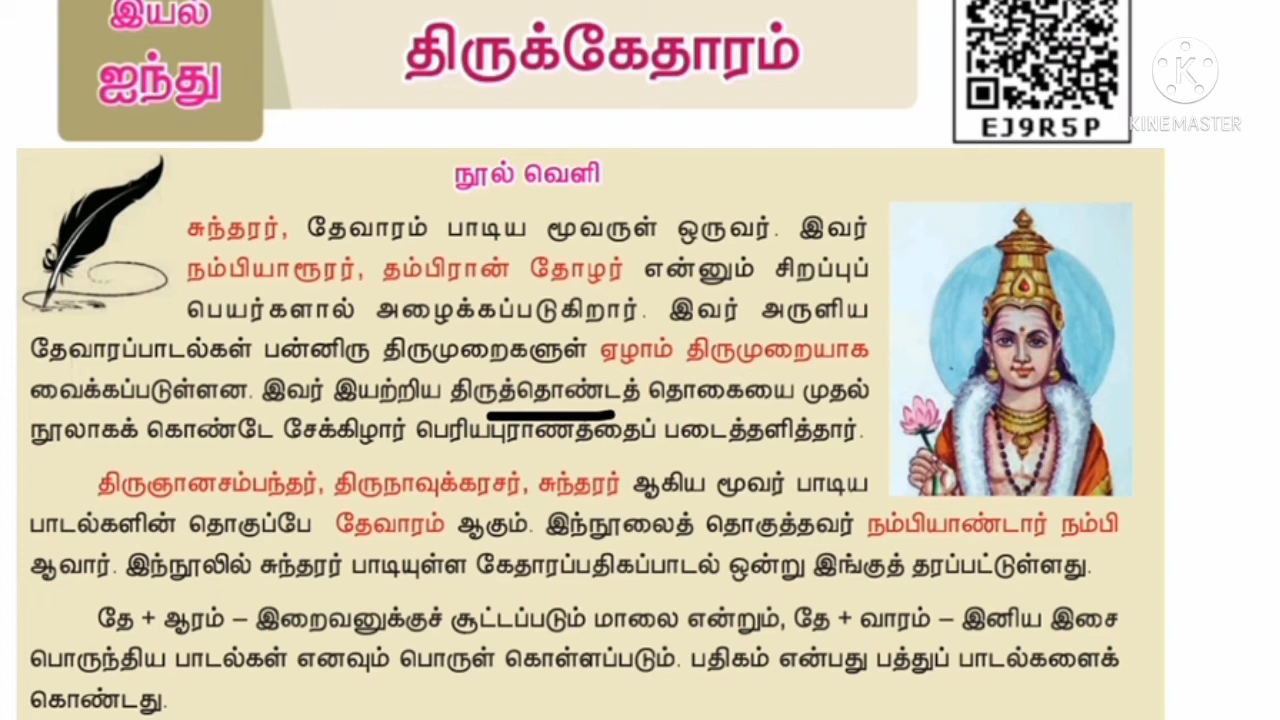 இயல்
ஐந்து
திருக்கேதாரம்
EJ9R5P
KINEMASTER
நூல் வெளி
சுந்தரர், தேவாரம் பாடிய மூவருள் ஒருவர். இவர்
நம்பியாரூரர், தம்பிரான் தோழர் என்னும் சிறப்புப்
பெயர்களால் அழைக்கப்படுகிறார். இவர் அருளிய
தேவாரப்பாடல்கள் பன்னிரு திருமுறைகளுள் ஏழாம் திருமுறையாக
வைக்கப்படுள்ளன. இவர் இயற்றிய திருத்தொண்டத் தொகையை முதல்
நூலாகக் கொண்டே சேக்கிழார் பெரியபுராணத்தைப் படைத்தளித்தார்.
திருஞானசம்பந்தர், திருநாவுக்கரசர், சுந்தரர் ஆகிய மூவர் பாடிய
பாடல்களின் தொகுப்பே தேவாரம் ஆகும். இந்நூலைத் தொகுத்தவர் நம்பியாண்டார் நம்பி
ஆவார். இந்நூலில் சுந்தரர் பாடியுள்ள கேதாரப்பதிகப்பாடல் ஒன்று இங்குத் தரப்பட்டுள்ளது.
தே + ஆரம் – இறைவனுக்குச் சூட்டப்படும் மாலை என்றும், தே + வாரம் – இனிய இசை
பொருந்திய பாடல்கள் எனவும் பொருள் கொள்ளப்படும். பதிகம் என்பது பத்துப் பாடல்களைக்
கொண்டது.